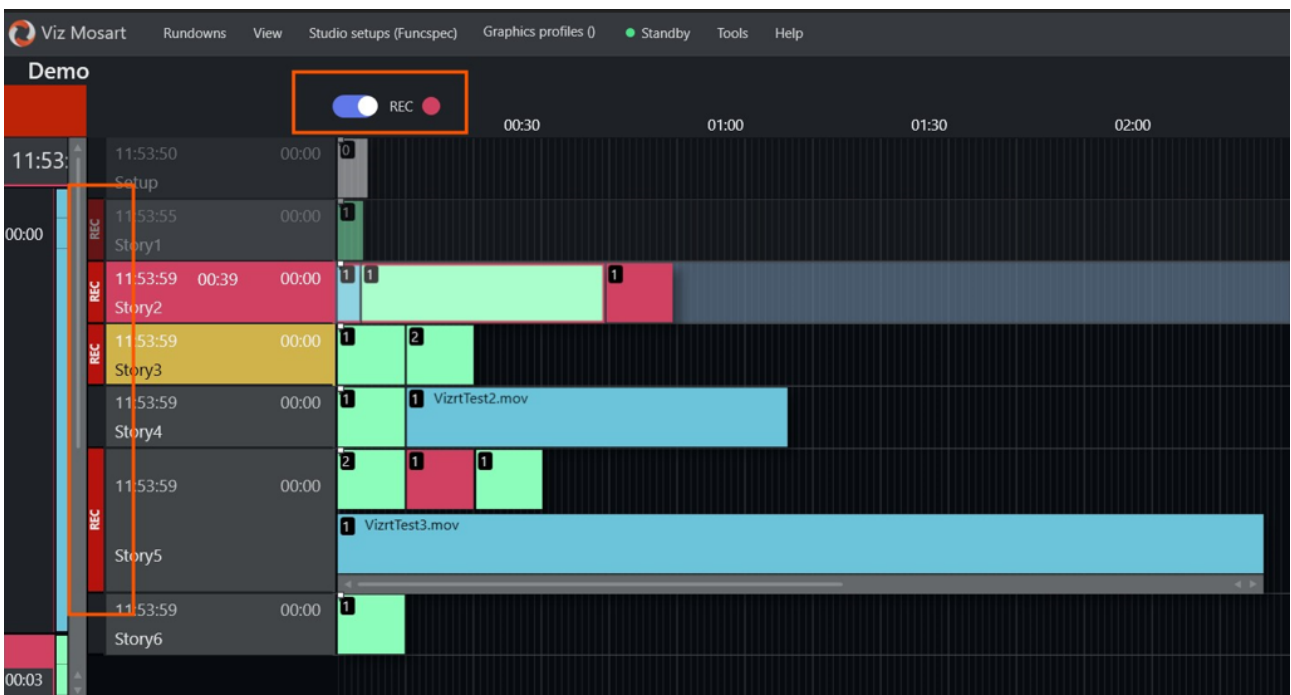 Viz Mosart Rundowns View Studio setups (Funcspec) Graphics profiles () Standby Tools Help
Demo
REC
00:30 01:00 01:30 02:00
11:53:
11:53:50 00:00 0
Setup
00:00
REC
11:53:55 00:00 1
Story1
REC
11:53:59 00:39 00:00 1 1 1
Story2
REC
11:53:59 00:00 1 2
Story3
11:53:59 00:00 1 1 VizrtTest2.mov
Story4
REC
11:53:59 00:00 2 1 1
1 VizrtTest3.mov
Story5
11:53:59 00:00 1
Story6
00:03